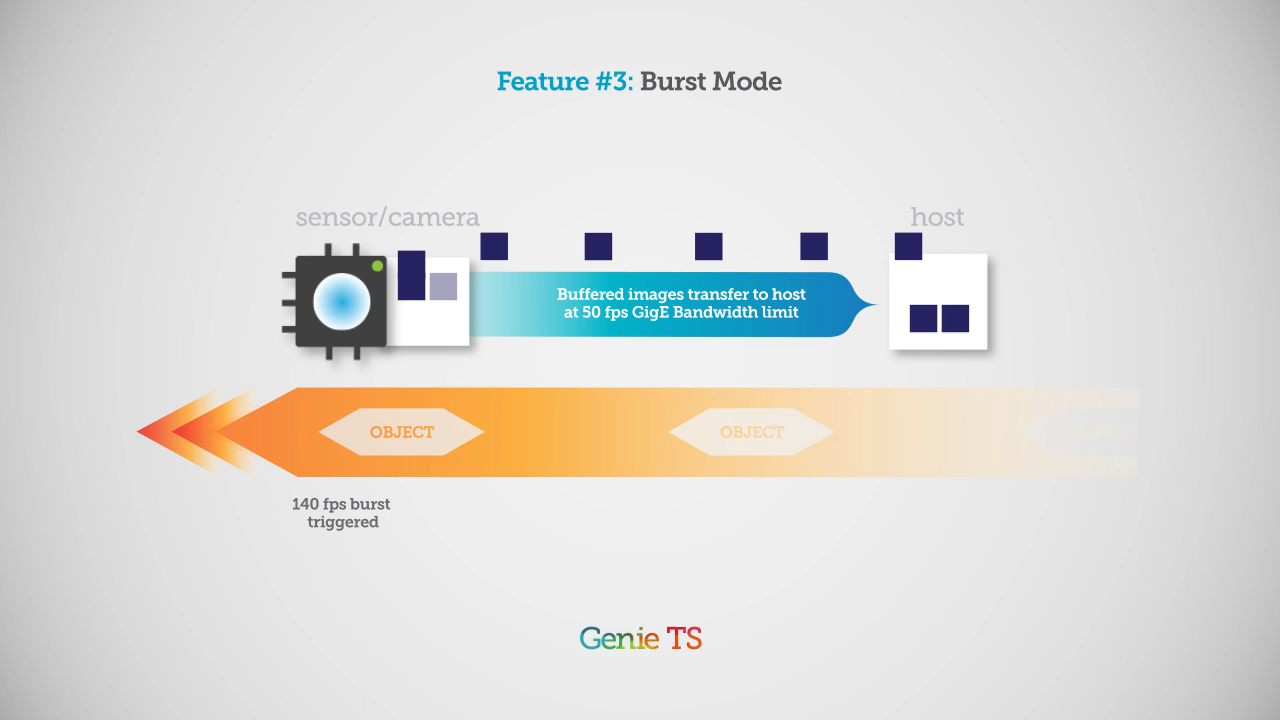 Feature #3: Burst Mode
sensor/camera
host
Buffered images transfer to host
at 50 fps GigE Bandwidth limit
OBJECT
OBJECT
140 fps burst
triggered
Genie TS